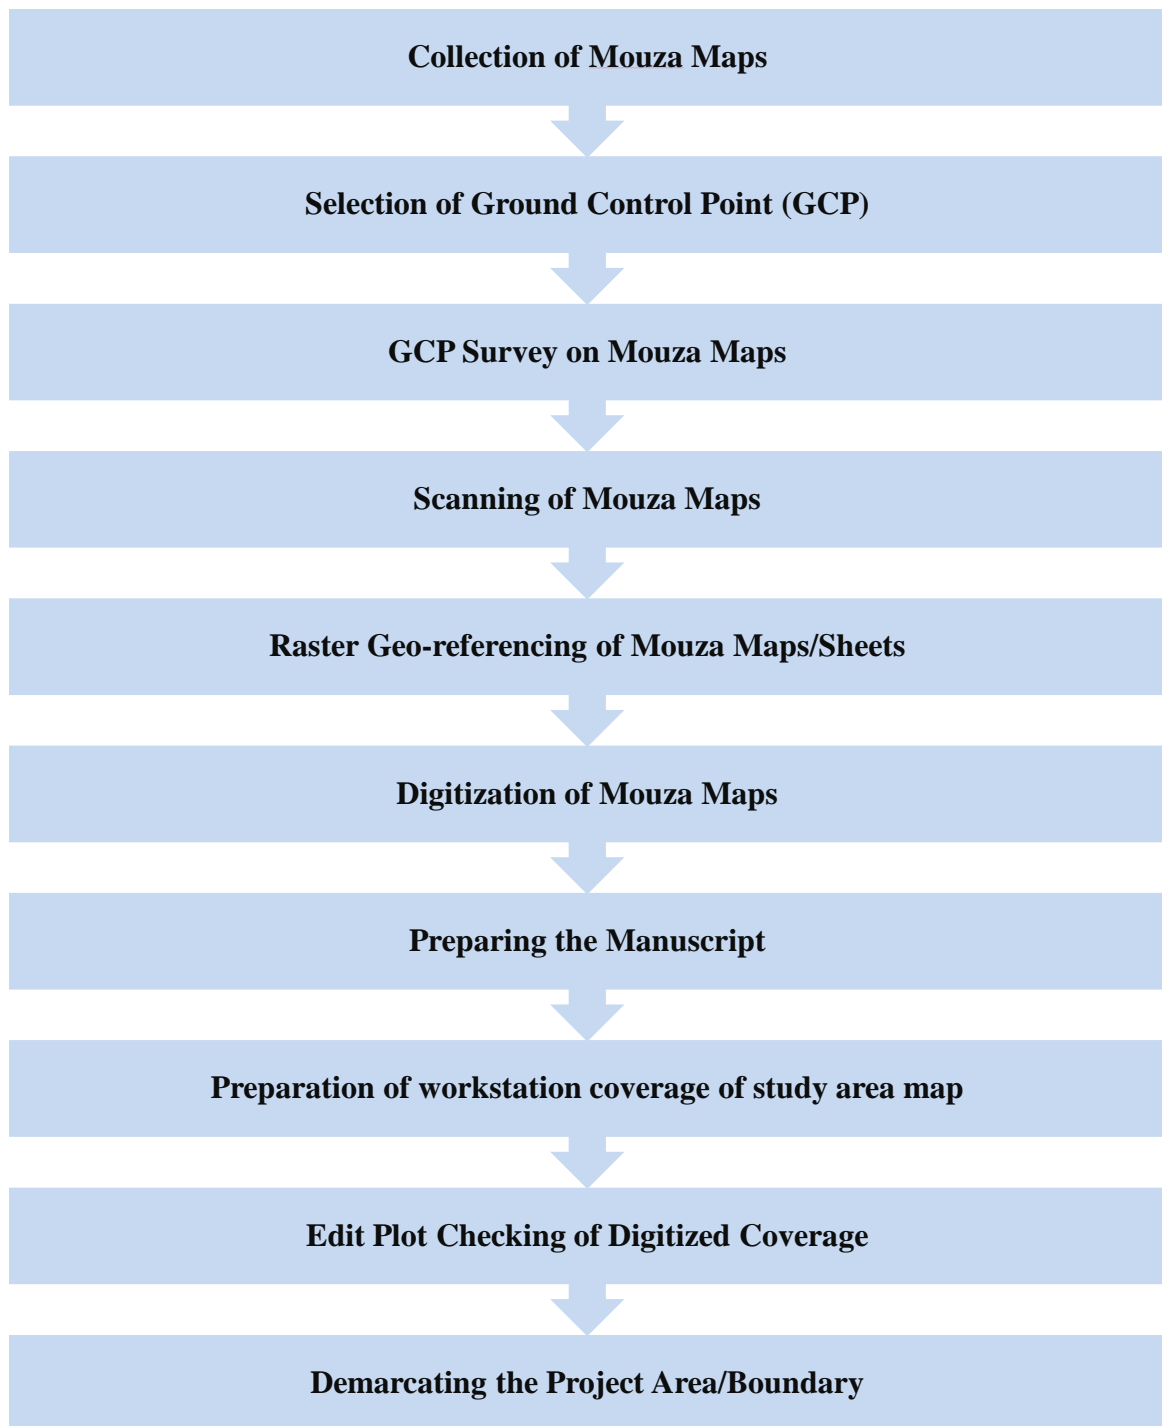 Collection of Mouza Maps
Selection of Ground Control Point (GCP)
GCP Survey on Mouza Maps
Scanning of Mouza Maps
Raster Geo-referencing of Mouza Maps/Sheets
Digitization of Mouza Maps
Preparing the Manuscript
Preparation of workstation coverage of study area map
Edit Plot Checking of Digitized Coverage
Demarcating the Project Area/Boundary